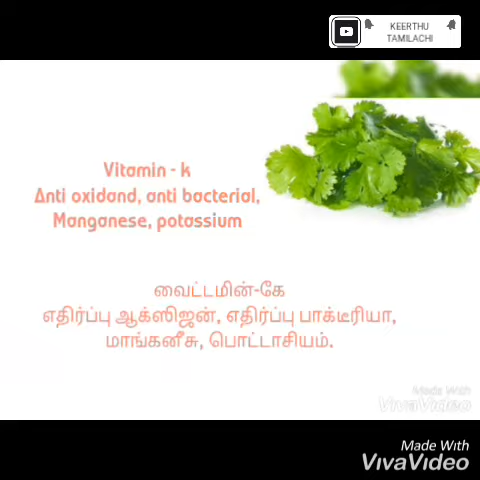 KEERTHU
TAMILACHI
Vitamin - k
Anti oxidand, anti bacterial,
Manganese, potassium
வைட்டமின்-கே
எதிர்ப்பு ஆக்ஸிஜன், எதிர்ப்பு பாக்டீரியா,
மாங்கனீசு, பொட்டாசியம்.
Made With
VivaVideo
Made With
VivaVideo